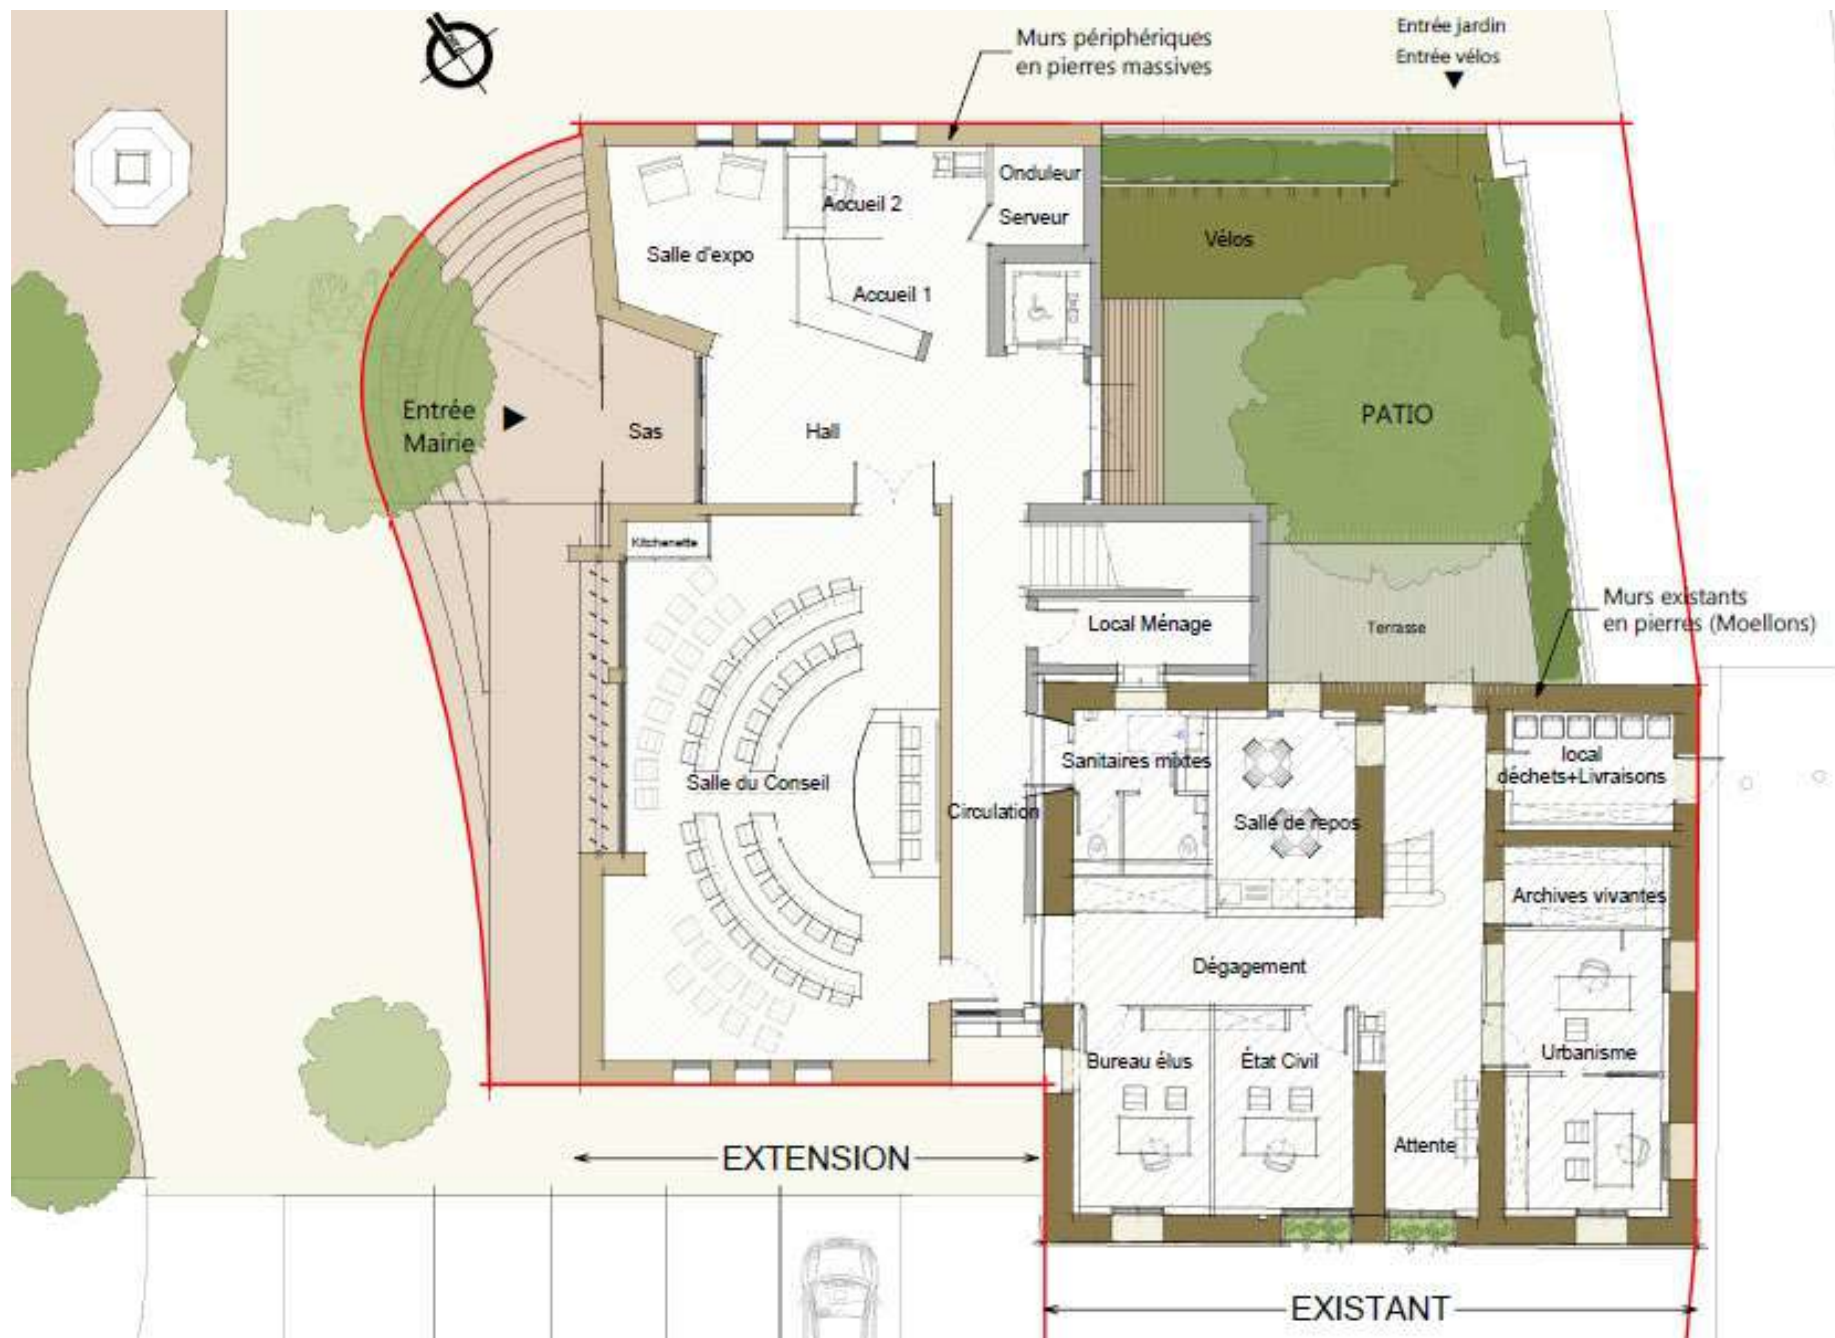 Entrée jardin
Entrée vélos
Murs périphériques
en pierres massives
Onduleur
Serveur
Accueil 2
Salle d'expo
Accueil 1
Vélos
PATIO
Entrée
Mairie
Sas
Hall
Kitchenette
Local Ménage
Terrasse
Murs existants
en pierres (Moellons)
Sanitaires mixtes
local
déchets+Livraisons
Salle du Conseil
Circulation
Salle de repos
Archives vivantes
Dégagement
Bureau élus
État Civil
Urbanisme
Attente
EXTENSION
EXISTANT